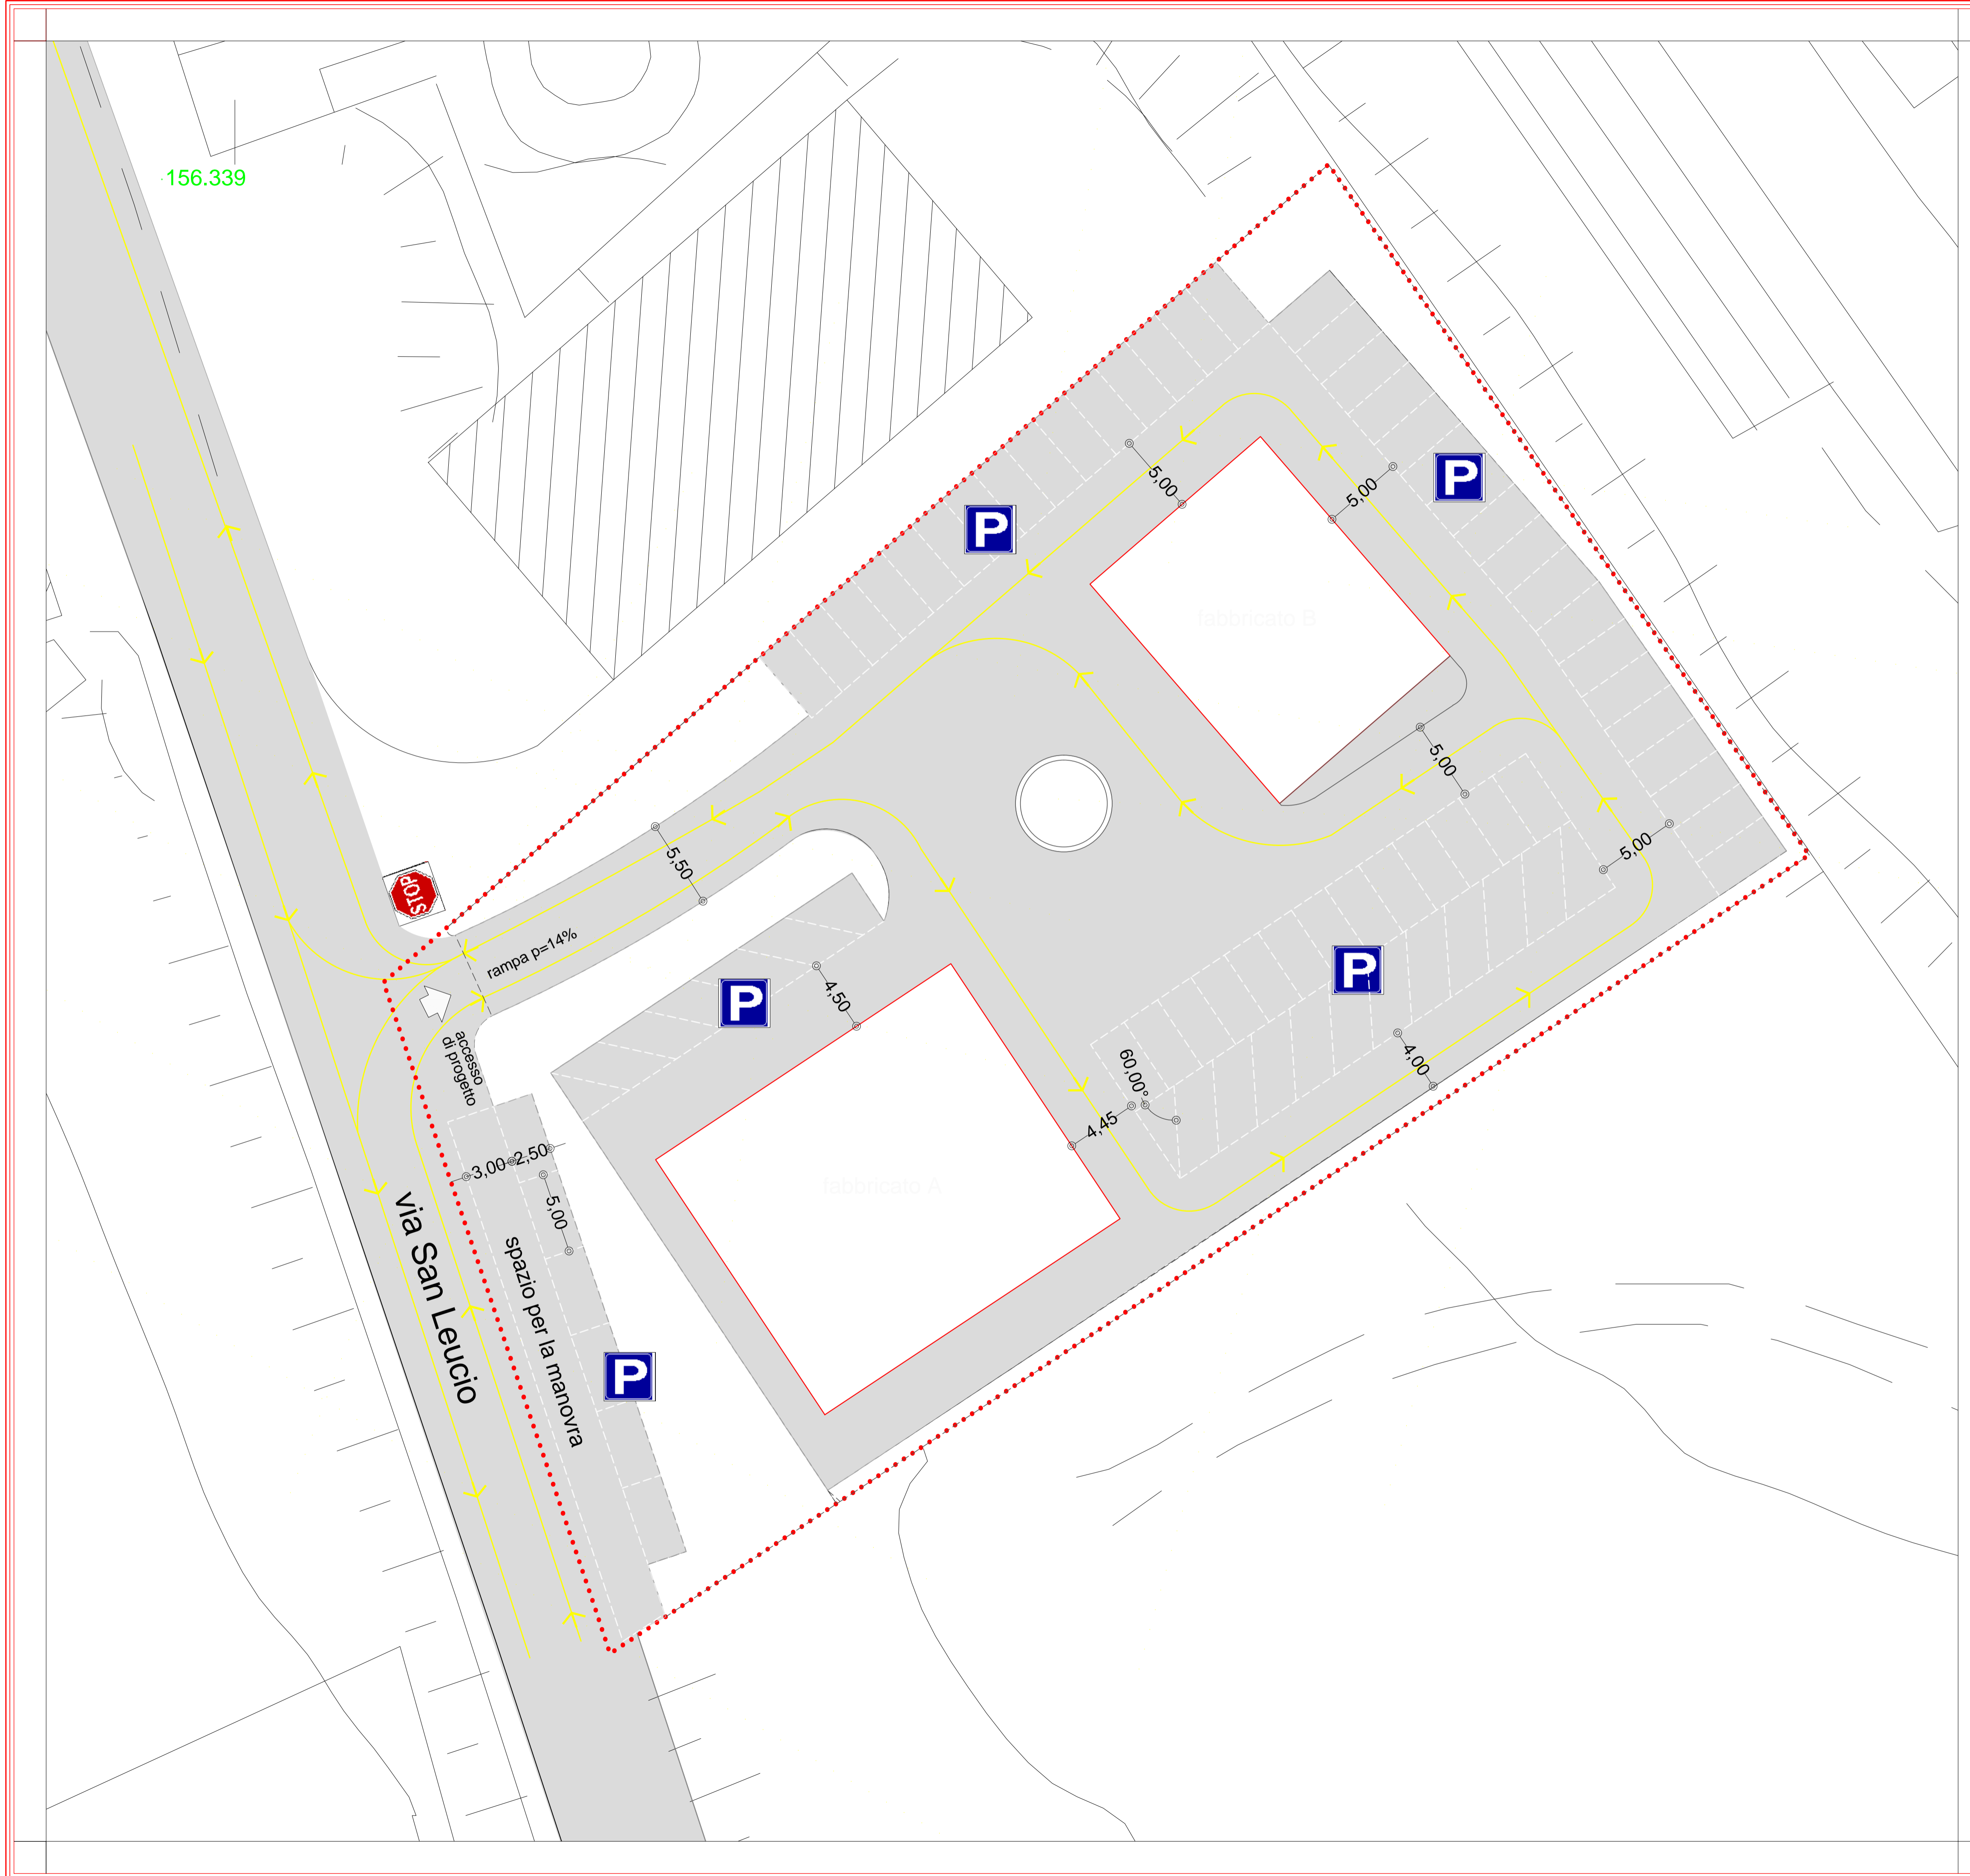 156.339
P
5,00
5,00
P
fabbricato B
5,00
5,50
5,00
STOP
rampa p=14%
P
4,50
P
accesso
di progetto
60,00°
4,00
4,45
3,00
2,50
5,00
fabbricato A
via San Leucio
spazio per la manovra
P